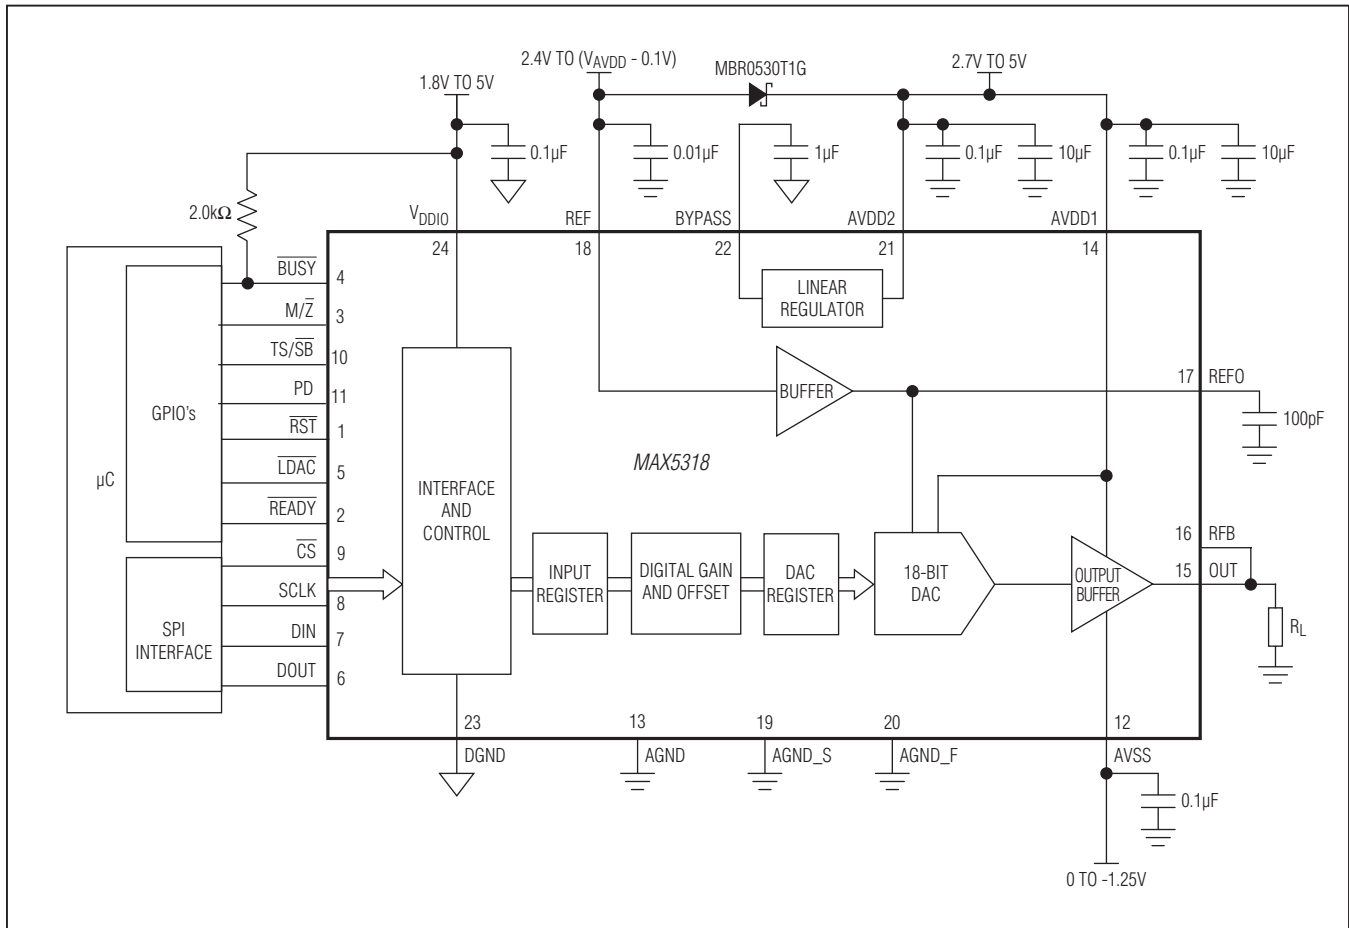 2.4V TO (VAVDD - 0.1V)
MBR0530T1G
2.7V TO 5V
1.8V TO 5V
0.1µF
0.01µF
1µF
0.1µF
10µF
0.1µF
10µF
2.0kΩ
VDDIO
REF
BYPASS
AVDD2
AVDD1
24
18
22
21
14
BUSY
4
M/Z
3
TS/SB
10
PD
11
RST
1
LDAC
5
READY
2
CS
9
SCLK
8
DIN
7
DOUT
6
GPIO's
µC
SPI
INTERFACE
LINEAR
REGULATOR
BUFFER
17
REFO
100pF
MAX5318
INTERFACE
AND
CONTROL
INPUT
REGISTER
DIGITAL GAIN
AND OFFSET
DAC
REGISTER
18-BIT
DAC
OUTPUT
BUFFER
16
RFB
15
OUT
RL
23
13
19
20
12
DGND
AGND
AGND_S
AGND_F
AVSS
0.1µF
0 TO -1.25V